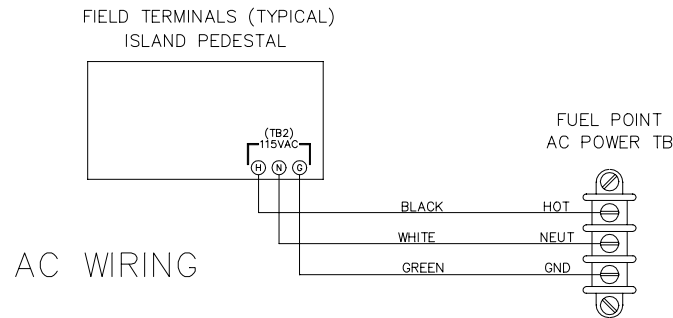 FIELD TERMINALS (TYPICAL)
ISLAND PEDESTAL
(TB2)
115VAC
H N G
FUEL POINT
AC POWER TB
BLACK HOT
WHITE NEUT
GREEN GND
AC WIRING